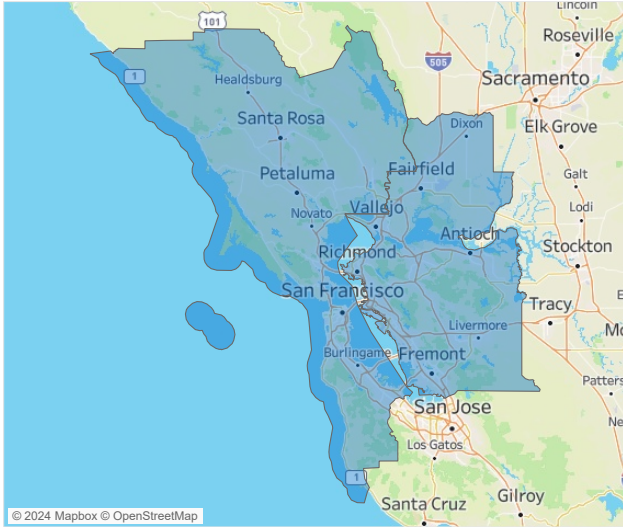 Lincoln
101
Roseville
505
Sacramento
1
Healdsburg
Dixon
Santa Rosa
Elk Grove
Petaluma
Fairfield
Galt
Novato
Vallejo
Lodi
Antioch
Stockton
Richmond
San Francisco
Tracy
Livermore
Burlingame
Fremont
Patters
San Jose
Los Gatos
Ne
1
Gilroy
Santa Cruz
© 2024 Mapbox © OpenStreetMap